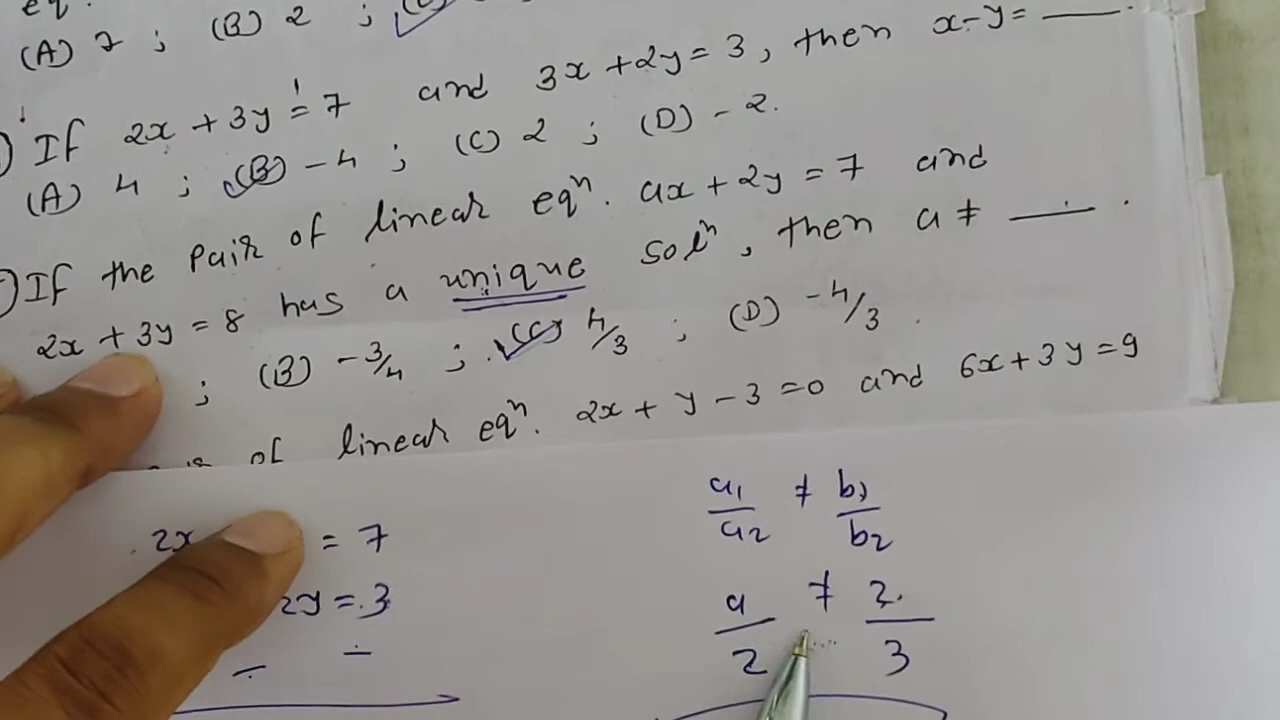 eq.
(A) 7 ; (B) 2 ;
If 2x + 3y = 7 and 3x + 2y = 3, then x - y = ___.
(A) 4 ; (B) - 4 ; (C) 2 ; (D) - 2.
If the pair of linear eqⁿ. ax + 2y = 7 and
2x + 3y = 8 has a unique solⁿ, then a ≠ ___.
; (B) -3/4 ; (C) 4/3 ; (D) -4/3.
of linear eqⁿ. 2x + y - 3 = 0 and 6x + 3y = 9
2x = 7
2y = 3
a₁/a₂ ≠ b₁/b₂
a/2 ≠ 2/3